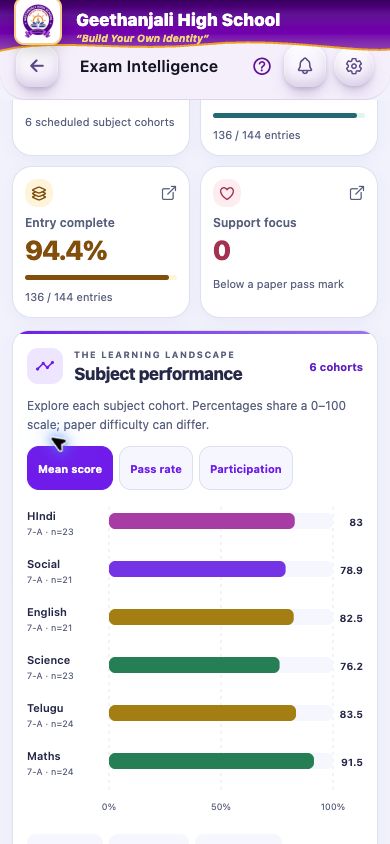 Geethanjali High School
“Build Your Own Identity”
Exam Intelligence
6 scheduled subject cohorts
136 / 144 entries
Entry complete
94.4%
136 / 144 entries
Support focus
0
Below a paper pass mark
THE LEARNING LANDSCAPE
Subject performance
6 cohorts
Explore each subject cohort. Percentages share a 0–100
scale; paper difficulty can differ.
Mean score
Pass rate
Participation
HIndi
7-A · n=23
83
Social
7-A · n=21
78.9
English
7-A · n=21
82.5
Science
7-A · n=23
76.2
Telugu
7-A · n=24
83.5
Maths
7-A · n=24
91.5
0%
50%
100%